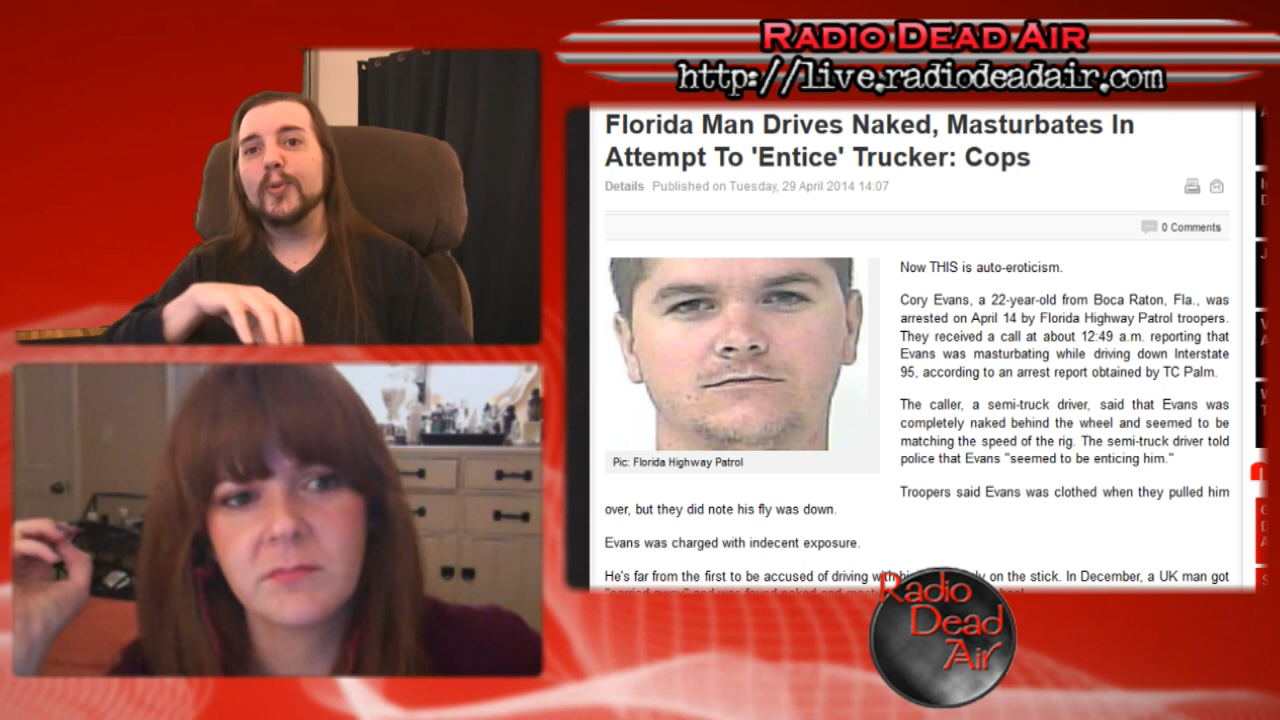 Radio Dead Air
http://live.radiodeadair.com
Florida Man Drives Naked, Masturbates In
Attempt To 'Entice' Trucker: Cops
Details Published on Tuesday, 29 April 2014 14:07
0 Comments
Now THIS is auto-eroticism.
Cory Evans, a 22-year-old from Boca Raton, Fla., was
arrested on April 14 by Florida Highway Patrol troopers.
They received a call at about 12:49 a.m. reporting that
Evans was masturbating while driving down Interstate
95, according to an arrest report obtained by TC Palm.
The caller, a semi-truck driver, said that Evans was
completely naked behind the wheel and seemed to be
matching the speed of the rig. The semi-truck driver told
police that Evans "seemed to be enticing him."
Pic: Florida Highway Patrol
Troopers said Evans was clothed when they pulled him
over, but they did note his fly was down.
Evans was charged with indecent exposure.
He's far from the first to be accused of driving with on the stick. In December, a UK man got
Radio
Dead
Air